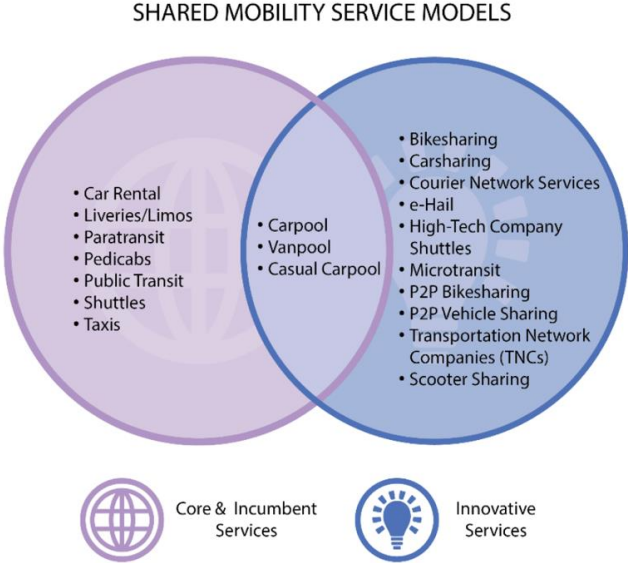 SHARED MOBILITY SERVICE MODELS
• Car Rental
• Liveries/Limos
• Paratransit
• Pedicabs
• Public Transit
• Shuttles
• Taxis
• Carpool
• Vanpool
• Casual Carpool
• Bikesharing
• Carsharing
• Courier Network Services
• e-Hail
• High-Tech Company
Shuttles
• Microtransit
• P2P Bikesharing
• P2P Vehicle Sharing
• Transportation Network
Companies (TNCs)
• Scooter Sharing
Core & Incumbent
Services
Innovative
Services